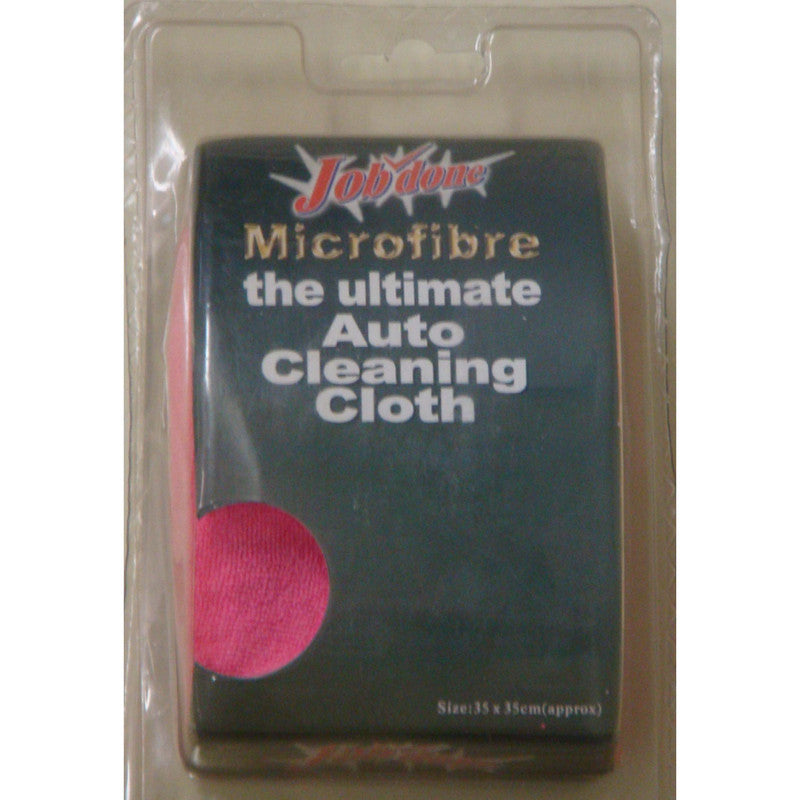 Job done
Microfibre
the ultimate
Auto
Cleaning
Cloth
Size:35 x 35cm(approx)